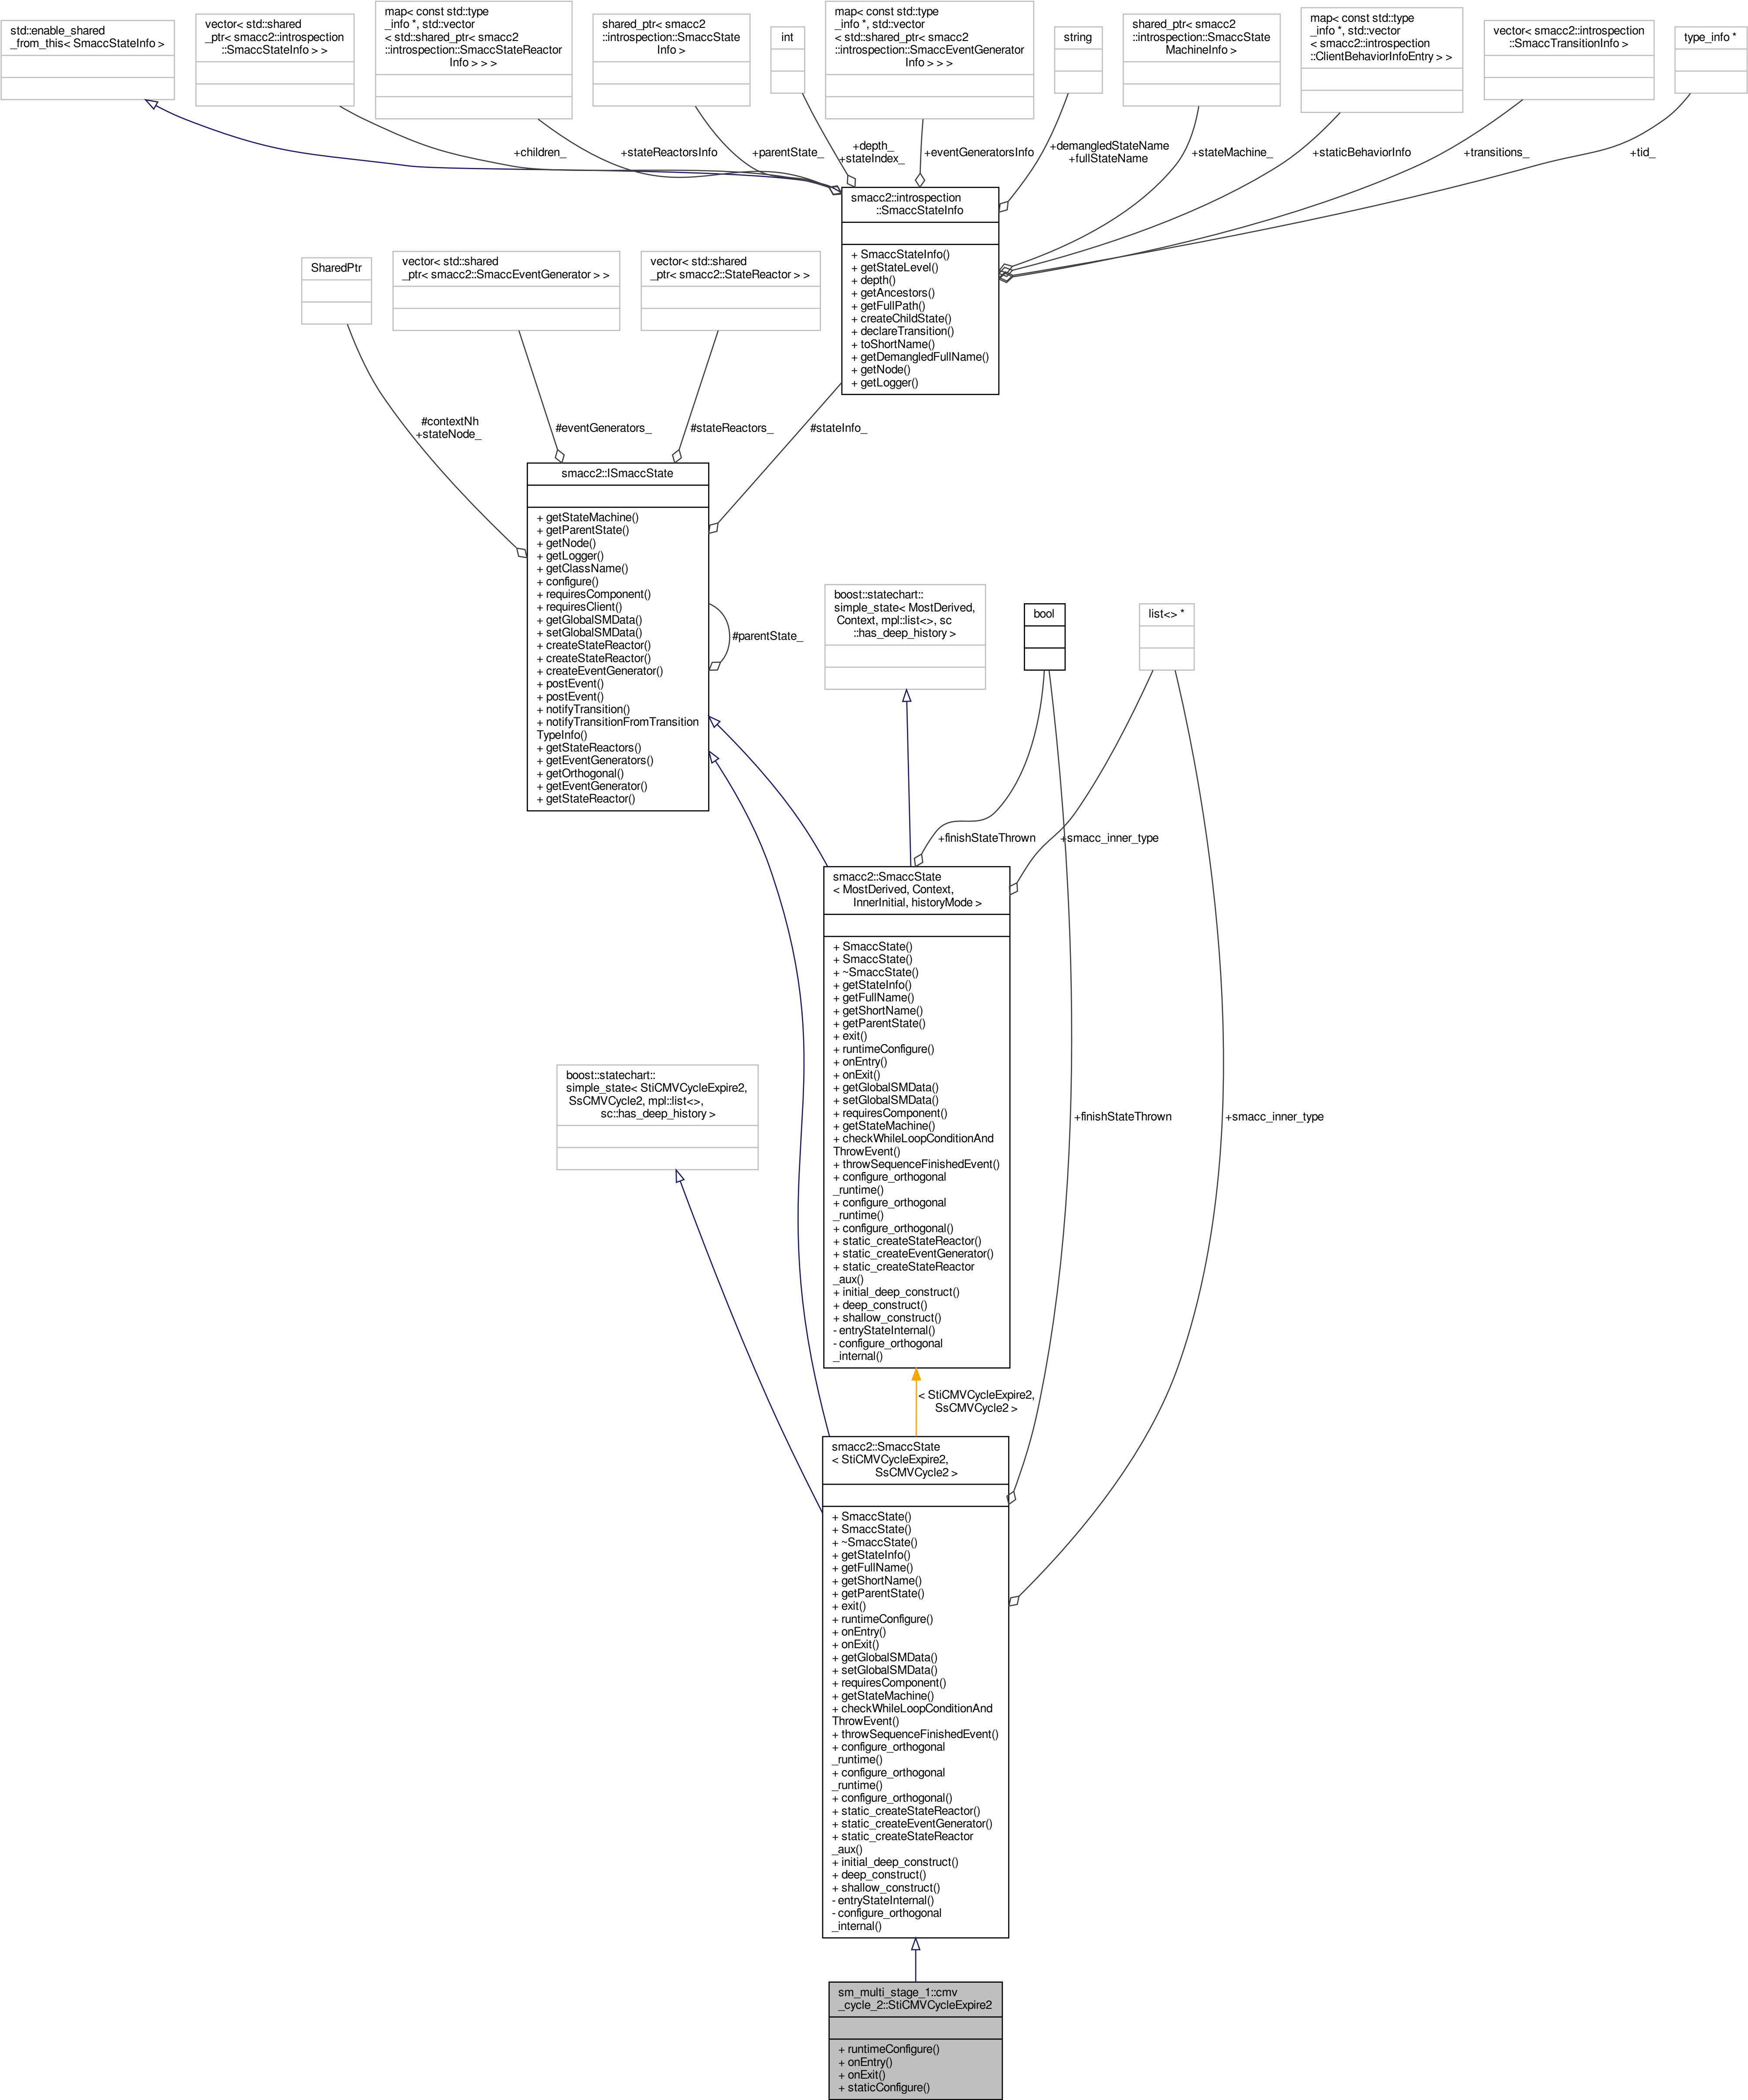 std::enable_shared
_from_this< SmaccStateInfo >
vector< std::shared
_ptr< smacc2::introspection
::SmaccStateInfo > >
map< const std::type
_info *, std::vector
< std::shared_ptr< smacc2
::introspection::SmaccStateReactor
Info > > >
shared_ptr< smacc2
::introspection::SmaccState
Info >
int
map< const std::type
_info *, std::vector
< std::shared_ptr< smacc2
::introspection::SmaccEventGenerator
Info > > >
string
shared_ptr< smacc2
::introspection::SmaccState
MachineInfo >
map< const std::type
_info *, std::vector
< smacc2::introspection
::ClientBehaviorInfoEntry > >
vector< smacc2::introspection
::SmaccTransitionInfo >
type_info *
+children_
+stateReactorsInfo
+parentState_
+depth_
+stateIndex_
+eventGeneratorsInfo
+demangledStateName
+fullStateName
+stateMachine_
+staticBehaviorInfo
+transitions_
+tid_
smacc2::introspection
::SmaccStateInfo
+ SmaccStateInfo()
+ getStateLevel()
+ depth()
+ getAncestors()
+ getFullPath()
+ createChildState()
+ declareTransition()
+ toShortName()
+ getDemangledFullName()
+ getNode()
+ getLogger()
SharedPtr
vector< std::shared
_ptr< smacc2::SmaccEventGenerator > >
vector< std::shared
_ptr< smacc2::StateReactor > >
#contextNh
+stateNode_
#eventGenerators_
#stateReactors_
#stateInfo_
smacc2::ISmaccState
+ getStateMachine()
+ getParentState()
+ getNode()
+ getLogger()
+ getClassName()
+ configure()
+ requiresComponent()
+ requiresClient()
+ getGlobalSMData()
+ setGlobalSMData()
+ createStateReactor()
+ createStateReactor()
+ createEventGenerator()
+ postEvent()
+ postEvent()
+ notifyTransition()
+ notifyTransitionFromTransition
TypeInfo()
+ getStateReactors()
+ getEventGenerators()
+ getOrthogonal()
+ getEventGenerator()
+ getStateReactor()
#parentState_
boost::statechart::
simple_state< MostDerived,
Context, mpl::list<>, sc
::has_deep_history >
bool
list<> *
+finishStateThrown
+smacc_inner_type
smacc2::SmaccState
< MostDerived, Context,
InnerInitial, historyMode >
+ SmaccState()
+ SmaccState()
+ ~SmaccState()
+ getStateInfo()
+ getFullName()
+ getShortName()
+ getParentState()
+ exit()
+ runtimeConfigure()
+ onEntry()
+ onExit()
+ getGlobalSMData()
+ setGlobalSMData()
+ requiresComponent()
+ getStateMachine()
+ checkWhileLoopConditionAnd
ThrowEvent()
+ throwSequenceFinishedEvent()
+ configure_orthogonal
_runtime()
+ configure_orthogonal
_runtime()
+ configure_orthogonal()
+ static_createStateReactor()
+ static_createEventGenerator()
+ static_createStateReactor
_aux()
+ initial_deep_construct()
+ deep_construct()
+ shallow_construct()
- entryStateInternal()
- configure_orthogonal
_internal()
boost::statechart::
simple_state< StiCMVCycleExpire2,
SsCMVCycle2, mpl::list<>,
sc::has_deep_history >
+finishStateThrown
+smacc_inner_type
< StiCMVCycleExpire2,
SsCMVCycle2 >
smacc2::SmaccState
< StiCMVCycleExpire2,
SsCMVCycle2 >
+ SmaccState()
+ SmaccState()
+ ~SmaccState()
+ getStateInfo()
+ getFullName()
+ getShortName()
+ getParentState()
+ exit()
+ runtimeConfigure()
+ onEntry()
+ onExit()
+ getGlobalSMData()
+ setGlobalSMData()
+ requiresComponent()
+ getStateMachine()
+ checkWhileLoopConditionAnd
ThrowEvent()
+ throwSequenceFinishedEvent()
+ configure_orthogonal
_runtime()
+ configure_orthogonal
_runtime()
+ configure_orthogonal()
+ static_createStateReactor()
+ static_createEventGenerator()
+ static_createStateReactor
_aux()
+ initial_deep_construct()
+ deep_construct()
+ shallow_construct()
- entryStateInternal()
- configure_orthogonal
_internal()
sm_multi_stage_1::cmv
_cycle_2::StiCMVCycleExpire2
+ runtimeConfigure()
+ onEntry()
+ onExit()
+ staticConfigure()